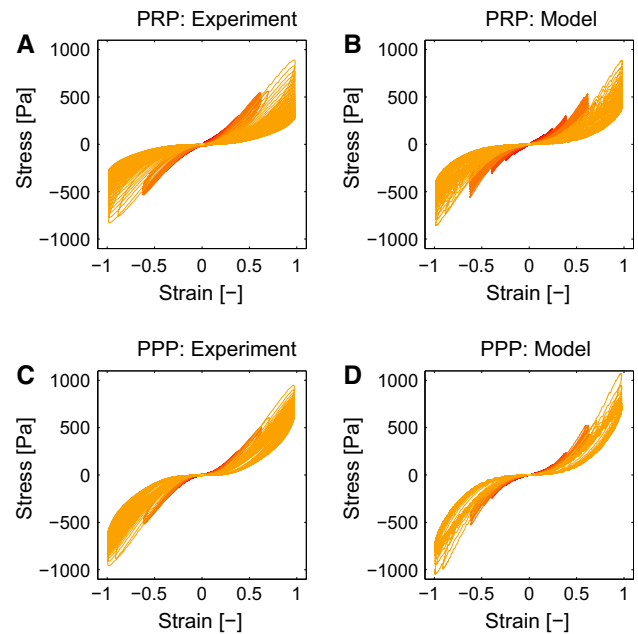 A PRP: Experiment
B PRP: Model
Stress [Pa]
1000
500
0
−500
−1000
−1 −0.5 0 0.5 1
Strain [−]
Stress [Pa]
1000
500
0
−500
−1000
−1 −0.5 0 0.5 1
Strain [−]
C PPP: Experiment
D PPP: Model
Stress [Pa]
1000
500
0
−500
−1000
−1 −0.5 0 0.5 1
Strain [−]
Stress [Pa]
1000
500
0
−500
−1000
−1 −0.5 0 0.5 1
Strain [−]